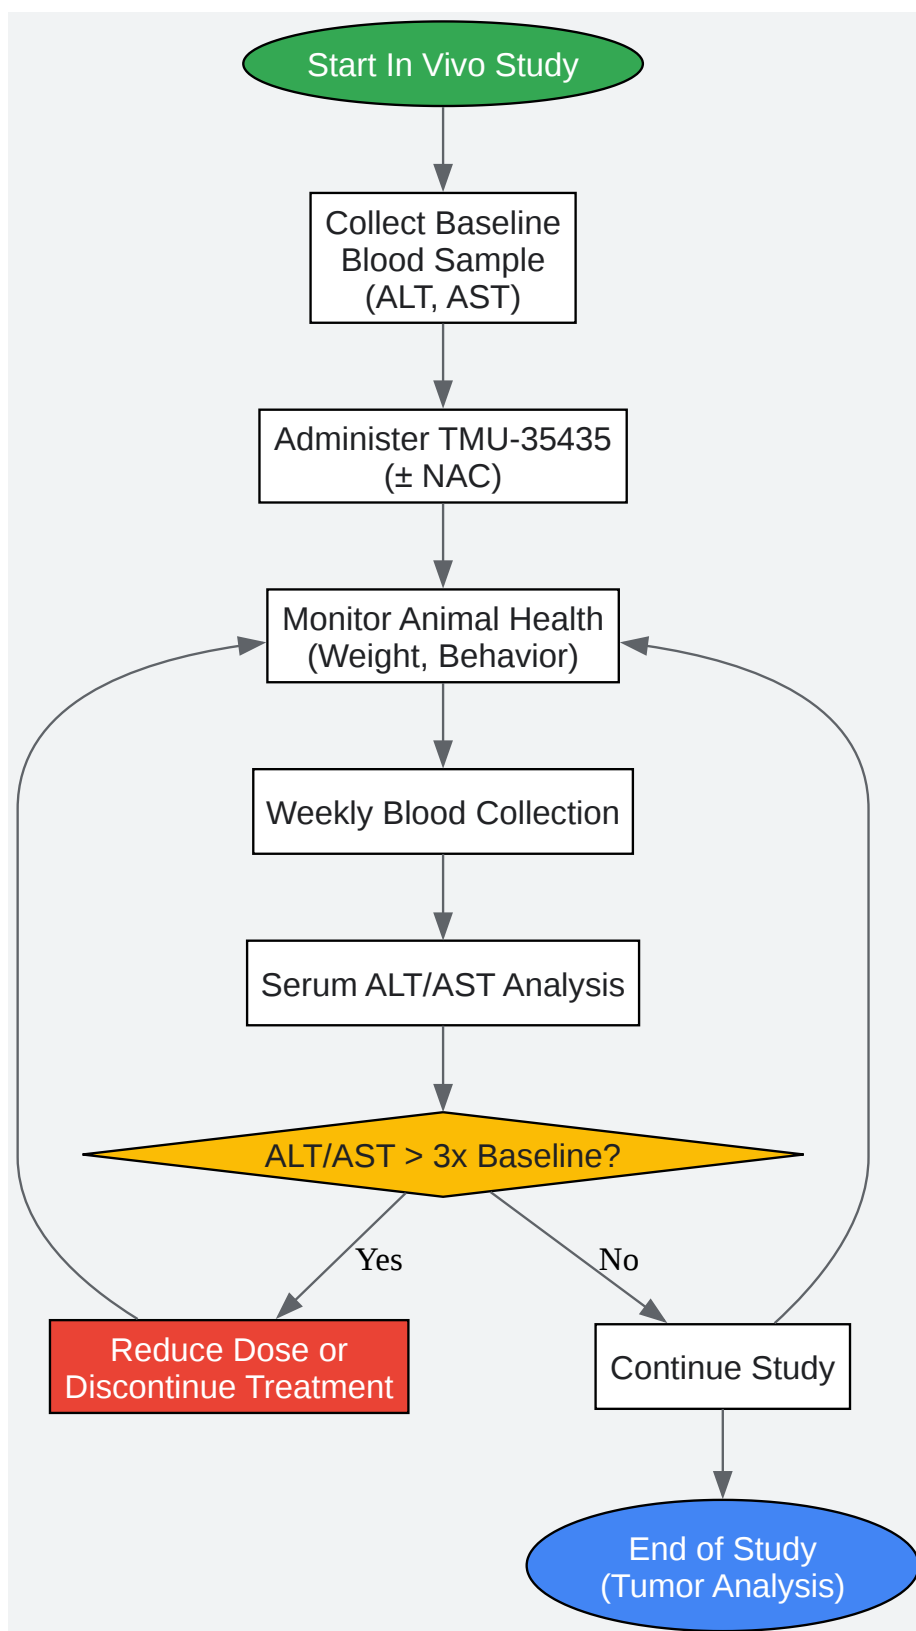 Start In Vivo Study
Collect Baseline
Blood Sample
(ALT, AST)
Administer TMU-35435
(± NAC)
Monitor Animal Health
(Weight, Behavior)
Weekly Blood Collection
Serum ALT/AST Analysis
ALT/AST > 3x Baseline?
Yes
No
Reduce Dose or
Discontinue Treatment
Continue Study
End of Study
(Tumor Analysis)